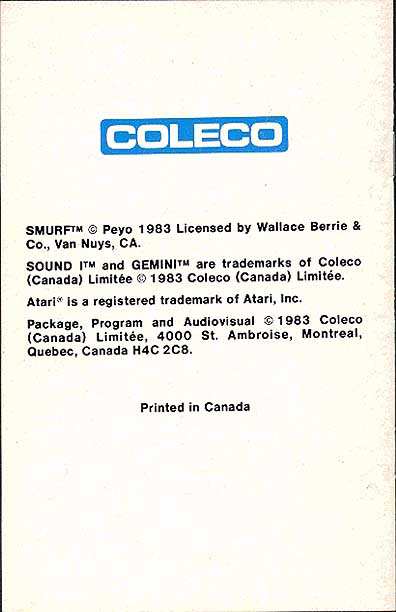 COLECO
SMURF™ © Peyo 1983 Licensed by Wallace Berrie &
Co., Van Nuys, CA.
SOUND I™ and GEMINI™ are trademarks of Coleco
(Canada) Limitée © 1983 Coleco (Canada) Limitée.
Atari® is a registered trademark of Atari, Inc.
Package, Program and Audiovisual © 1983 Coleco
(Canada) Limitée, 4000 St. Ambroise, Montreal,
Quebec, Canada H4C 2C8.
Printed in Canada